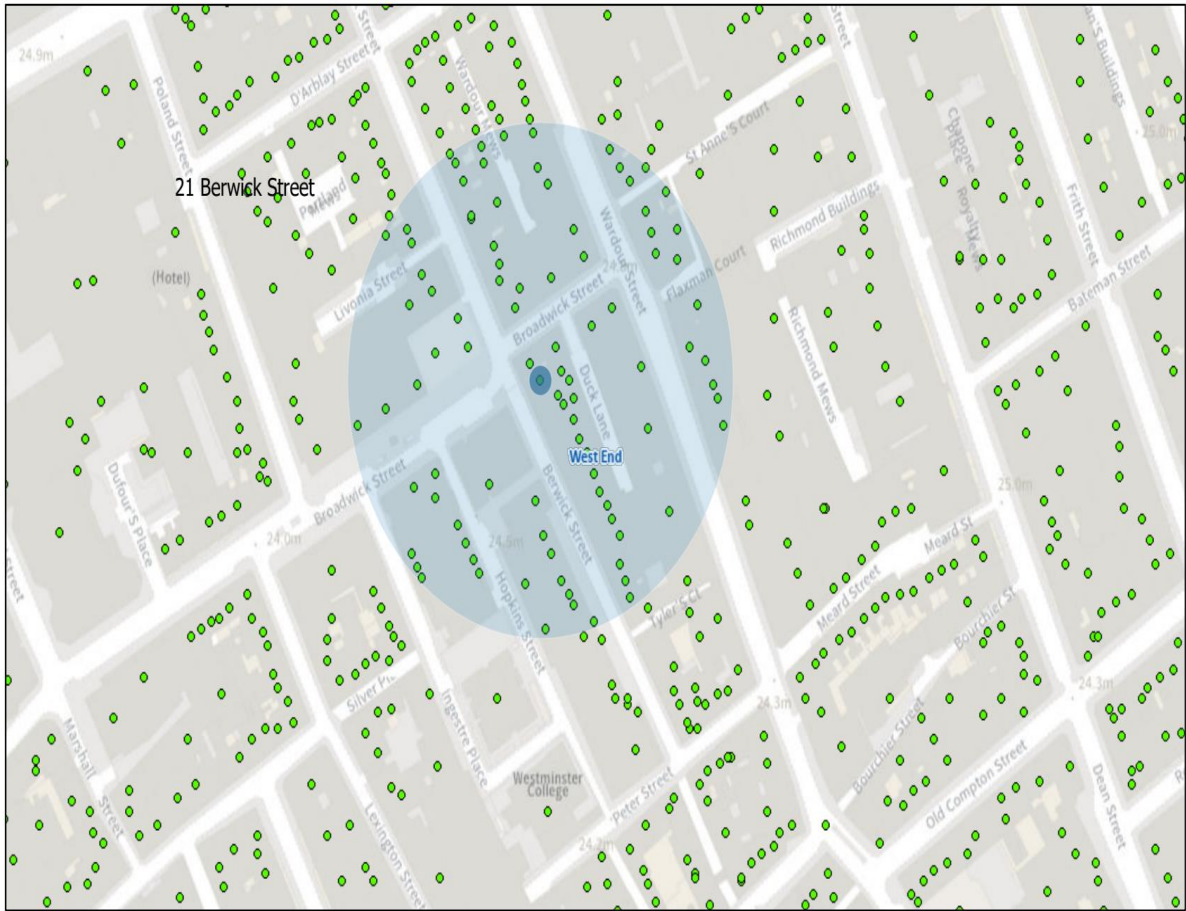 24.9m
D'Arblay Street
Poland Street
Wardour Mews
St Anne'S Court
Chapone
place
Royalty
Mews
Frith Street
25.0m
21 Berwick Street
Portland
Mews
Richmond Buildings
Wardour Street
Flaxman Court
Bateman Street
(Hotel)
Livonia Street
Broadwick Street
Richmond Mews
Duck Lane
West End
Dufour'S Place
Broadwick Street
Berwick Street
24.0m
24.5m
25.0m
Meard St
Meard Street
Hopkins Street
Tyler'S Ct
Bourchier St
Ingestre Place
24.3m
24.3m
Marshall
Street
Bourchier Street
Westminster
College
Peter Street
Old Compton Street
Dean Street
Lexington Street